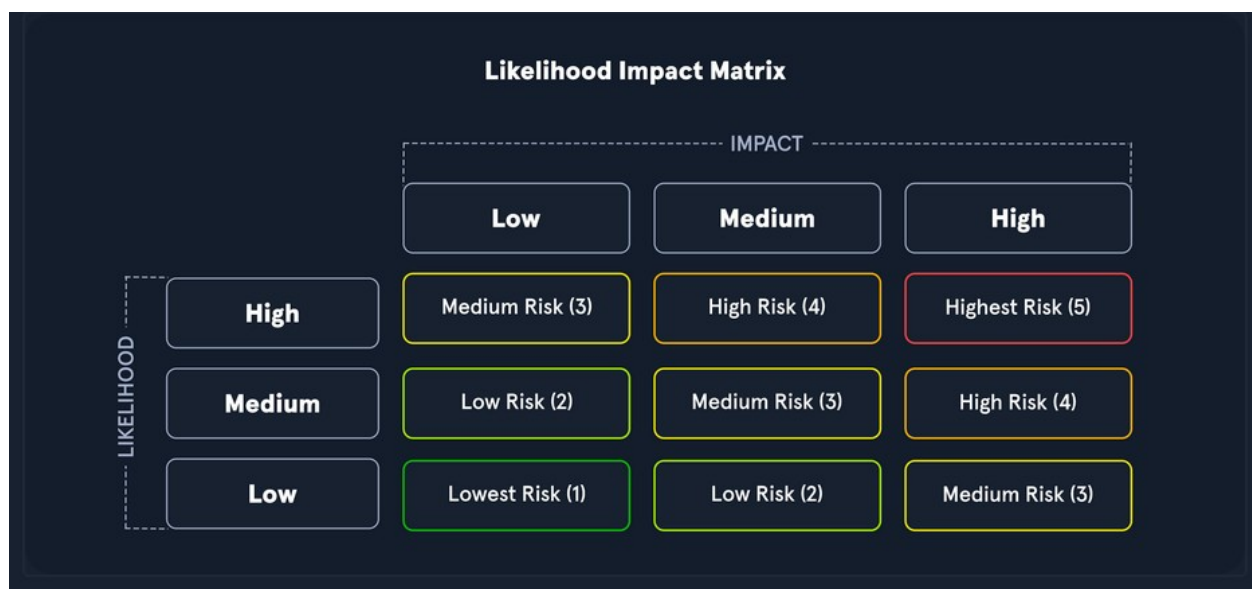 Likelihood Impact Matrix
IMPACT
Low Medium High
LIKELIHOOD
High Medium Risk (3) High Risk (4) Highest Risk (5)
Medium Low Risk (2) Medium Risk (3) High Risk (4)
Low Lowest Risk (1) Low Risk (2) Medium Risk (3)